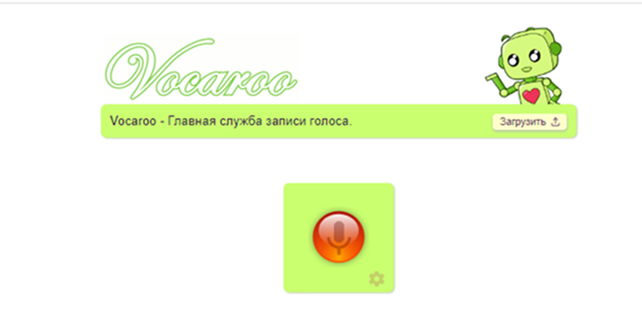 Vocaroo
Vocaroo - Главная служба записи голоса.
Загрузить